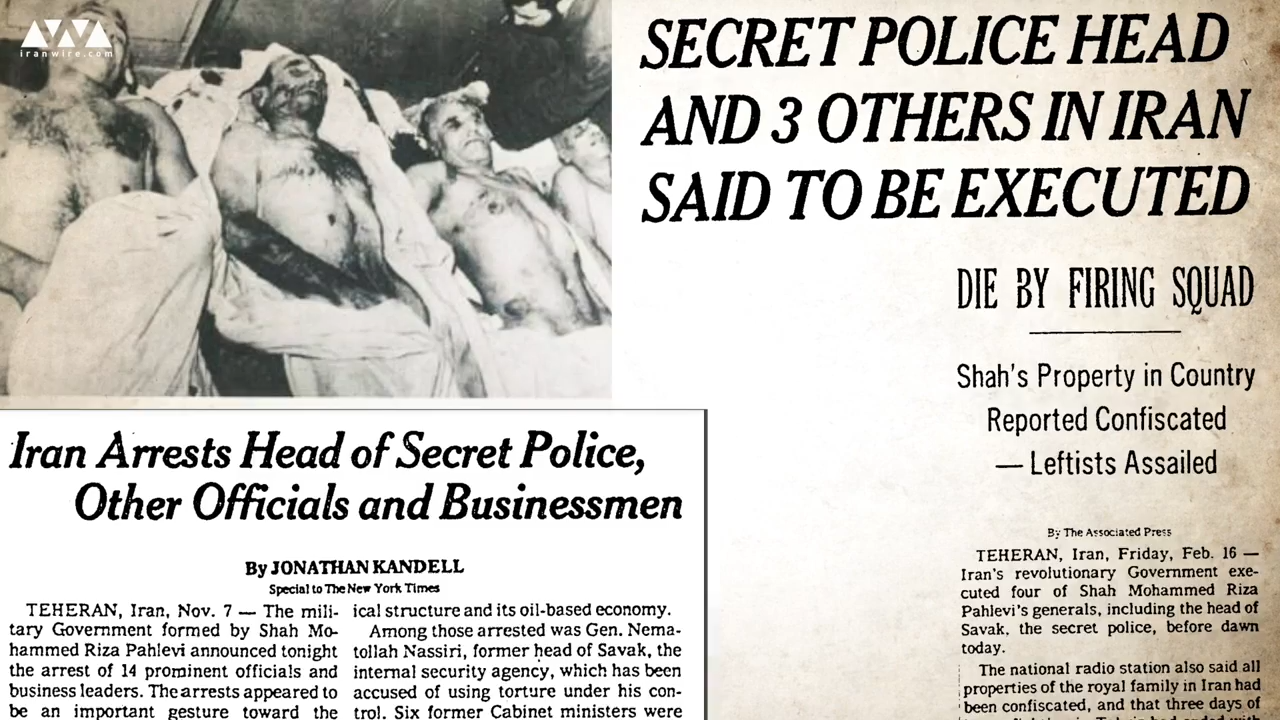 iranwire.com
SECRET POLICE HEAD
AND 3 OTHERS IN IRAN
SAID TO BE EXECUTED
DIE BY FIRING SQUAD
Shah's Property in Country
Reported Confiscated
— Leftists Assailed
By The Associated Press
TEHERAN, Iran, Friday, Feb. 16 —
Iran's revolutionary Government exe-
cuted four of Shah Mohammed Riza
Pahlevi's generals, including the head of
Savak, the secret police, before dawn
today.
The national radio station also said all
properties of the royal family in Iran had
been confiscated, and that three days of
Iran Arrests Head of Secret Police,
Other Officials and Businessmen
By JONATHAN KANDELL
Special to The New York Times
TEHERAN, Iran, Nov. 7 — The mili-
tary Government formed by Shah Mo-
hammed Riza Pahlevi announced tonight
the arrest of 14 prominent officials and
business leaders. The arrests appeared to
be an important gesture toward the
ical structure and its oil-based economy.
Among those arrested was Gen. Nema-
tollah Nassiri, former head of Savak, the
internal security agency, which has been
accused of using torture under his con-
trol. Six former Cabinet ministers were